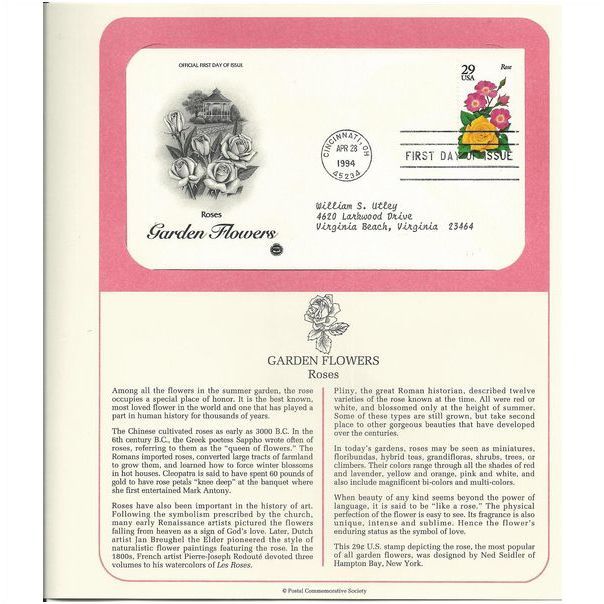 OFFICIAL FIRST DAY OF ISSUE
29
USA
Rose
CINCINNATI, OH
APR 28
1994
45234
FIRST DAY OF ISSUE
William S. Utley
4620 Larkwood Drive
Virginia Beach, Virginia 23464
Roses
Garden Flowers
GARDEN FLOWERS
Roses
Among all the flowers in the summer garden, the rose
occupies a special place of honor. It is the best known,
most loved flower in the world and one that has played a
part in human history for thousands of years.
The Chinese cultivated roses as early as 3000 B.C. In the
6th century B.C., the Greek poetess Sappho wrote often of
roses, referring to them as the "queen of flowers." The
Romans imported roses, converted large tracts of farmland
to grow them, and learned how to force winter blossoms
in hot houses. Cleopatra is said to have spent 60 pounds of
gold to have rose petals "knee deep" at the banquet where
she first entertained Mark Antony.
Roses have also been important in the history of art.
Following the symbolism prescribed by the church,
many early Renaissance artists pictured the flowers
falling from heaven as a sign of God's love. Later, Dutch
artist Jan Breughel the Elder pioneered the style of
naturalistic flower paintings featuring the rose. In the
1800s, French artist Pierre-Joseph Redouté devoted three
volumes to his watercolors of Les Roses.
Pliny, the great Roman historian, described twelve
varieties of the rose known at the time. All were red or
white, and blossomed only at the height of summer.
Some of these types are still grown, but take second
place to other gorgeous beauties that have developed
over the centuries.
In today's gardens, roses may be seen as miniatures,
floribundas, hybrid teas, grandifloras, shrubs, trees, or
climbers. Their colors range through all the shades of red
and lavender, yellow and orange, pink and white, and
also include magnificent bi-colors and multi-colors.
When beauty of any kind seems beyond the power of
language, it is said to be "like a rose." The physical
perfection of the flower is easy to see. Its fragrance is also
unique, intense and sublime. Hence the flower's
enduring status as the symbol of love.
This 29¢ U.S. stamp depicting the rose, the most popular
of all garden flowers, was designed by Ned Seidler of
Hampton Bay, New York.
© Postal Commemorative Society